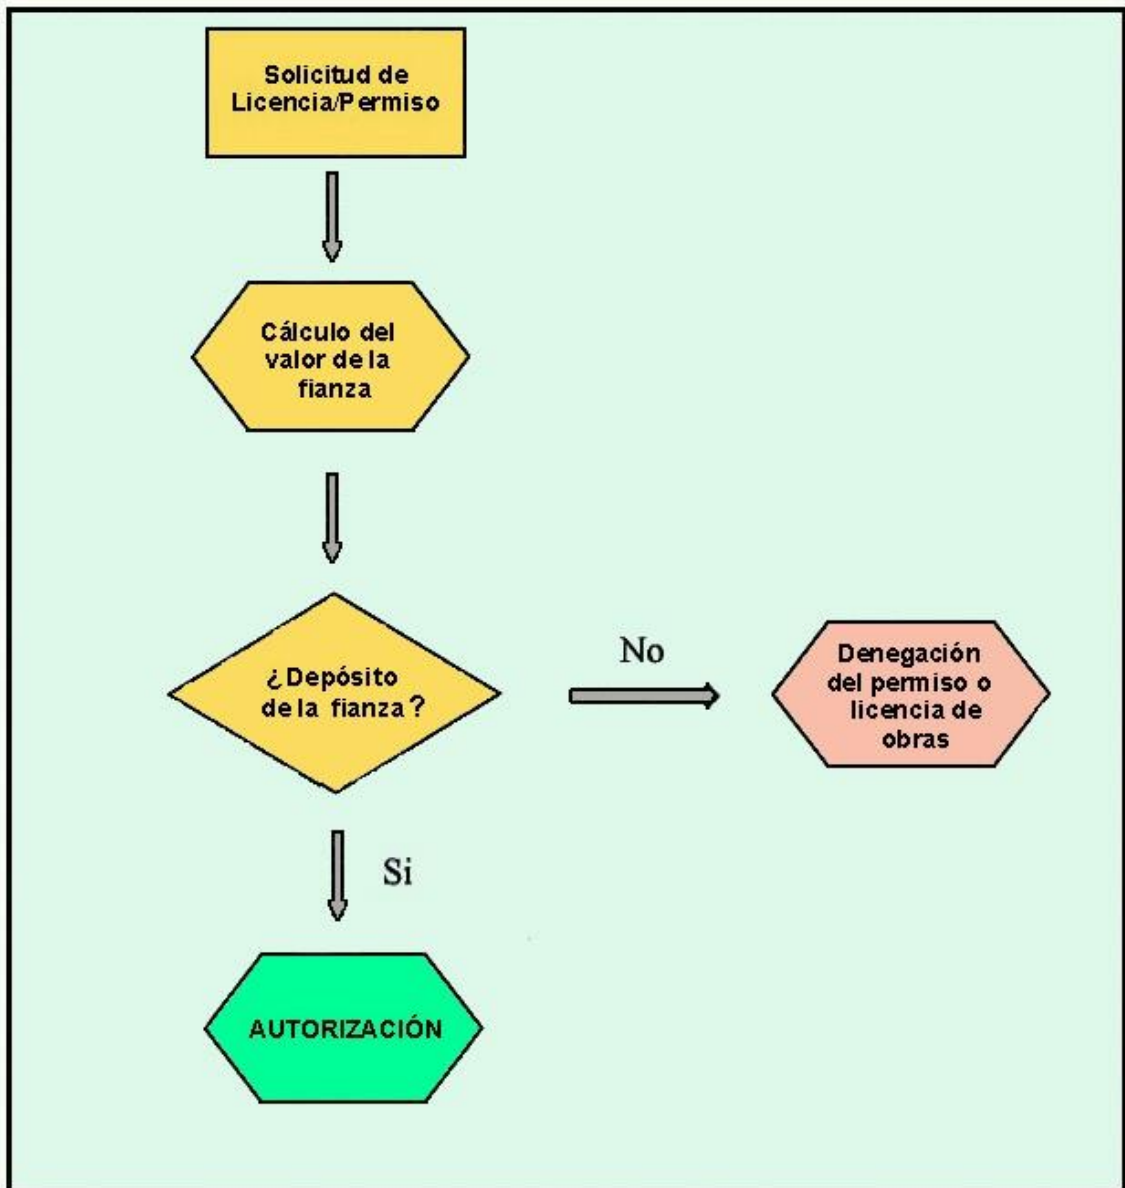 Solicitud de
Licencia/Permiso
Cálculo del
valor de la
fianza
¿Depósito
de la fianza?
No
Denegación
del permiso o
licencia de
obras
Si
AUTORIZACIÓN